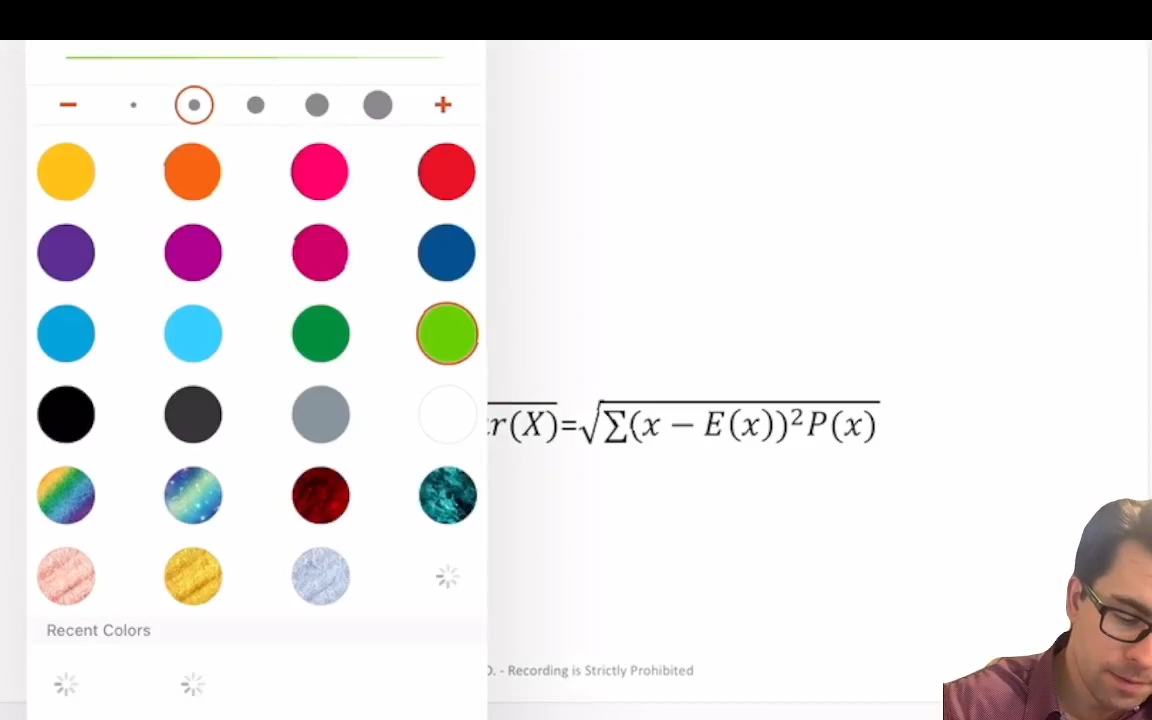 r(X)=√Σ(x − E(x))²P(x)
Recent Colors
D. - Recording is Strictly Prohibited